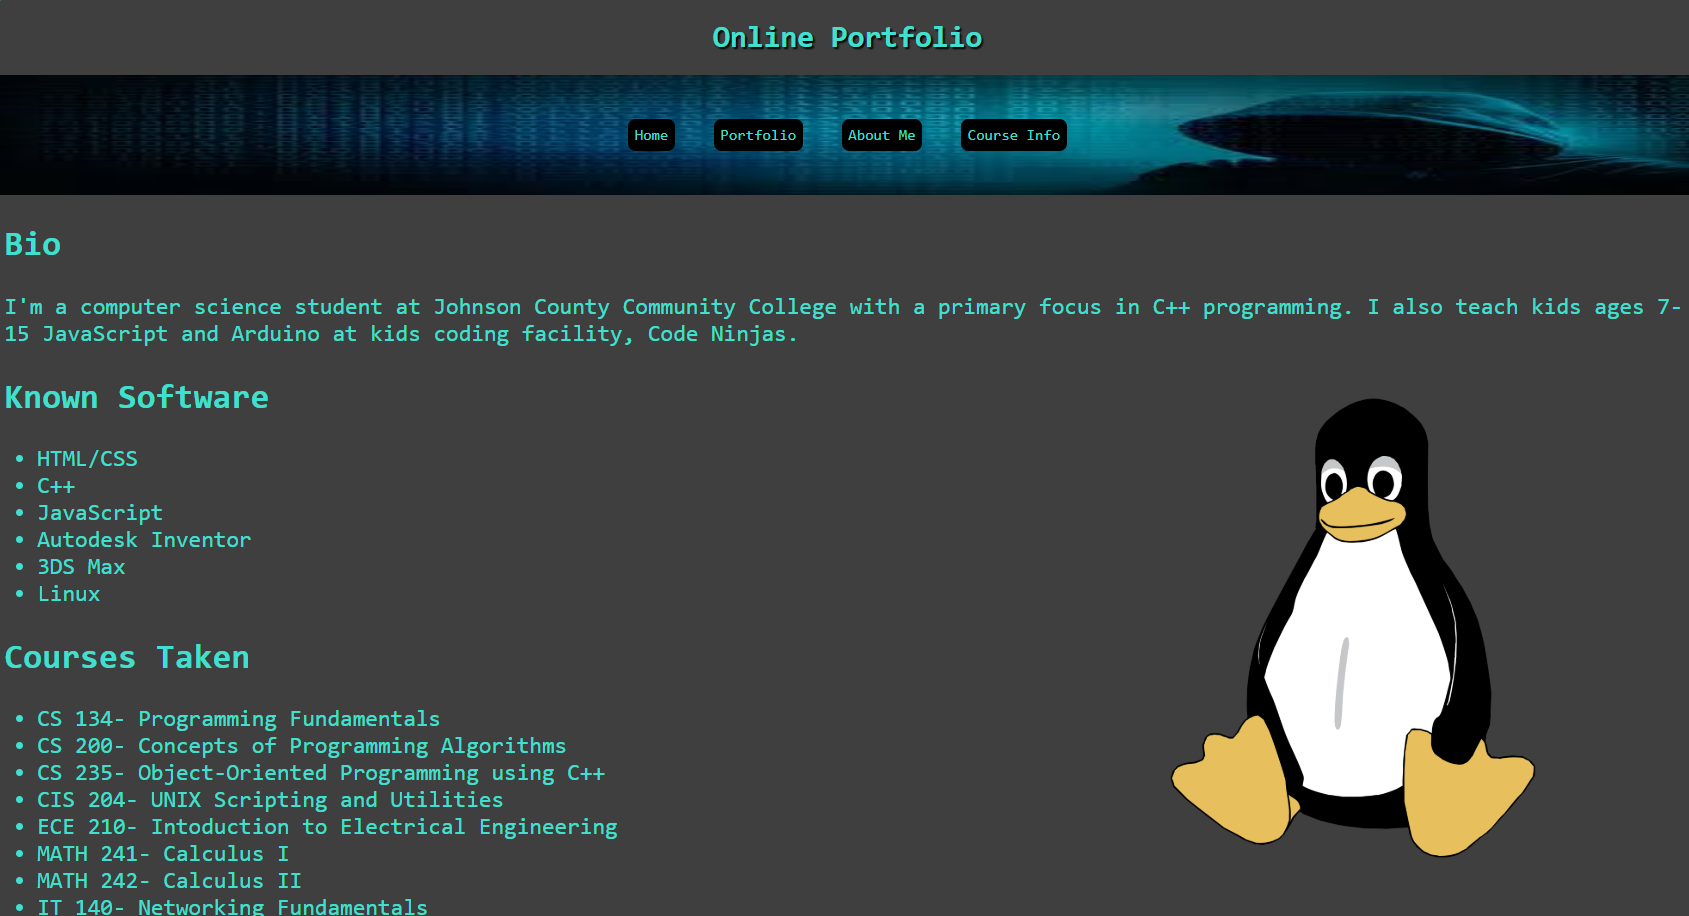 Online Portfolio
Home Portfolio About Me Course Info
Bio
I'm a computer science student at Johnson County Community College with a primary focus in C++ programming. I also teach kids ages 7-
15 JavaScript and Arduino at kids coding facility, Code Ninjas.
Known Software
• HTML/CSS
• C++
• JavaScript
• Autodesk Inventor
• 3DS Max
• Linux
Courses Taken
• CS 134- Programming Fundamentals
• CS 200- Concepts of Programming Algorithms
• CS 235- Object-Oriented Programming using C++
• CIS 204- UNIX Scripting and Utilities
• ECE 210- Intoduction to Electrical Engineering
• MATH 241- Calculus I
• MATH 242- Calculus II
• IT 140- Networking Fundamentals